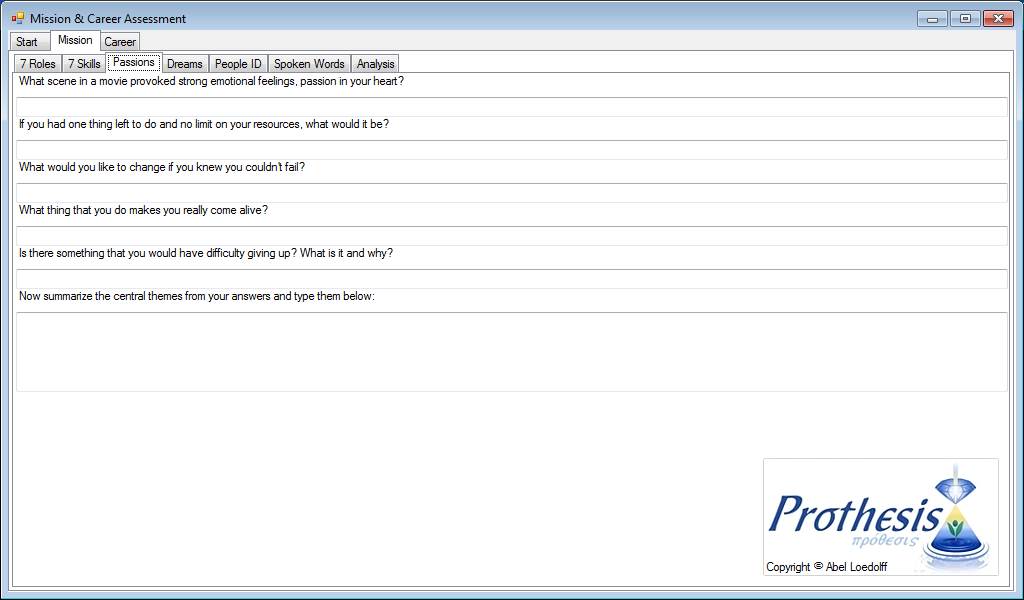 Mission & Career Assessment
Start Mission Career
7 Roles 7 Skills Passions Dreams People ID Spoken Words Analysis
What scene in a movie provoked strong emotional feelings, passion in your heart?
If you had one thing left to do and no limit on your resources, what would it be?
What would you like to change if you knew you couldn't fail?
What thing that you do makes you really come alive?
Is there something that you would have difficulty giving up? What is it and why?
Now summarize the central themes from your answers and type them below:
Prothesis
πρόθεσις
Copyright © Abel Loedolff